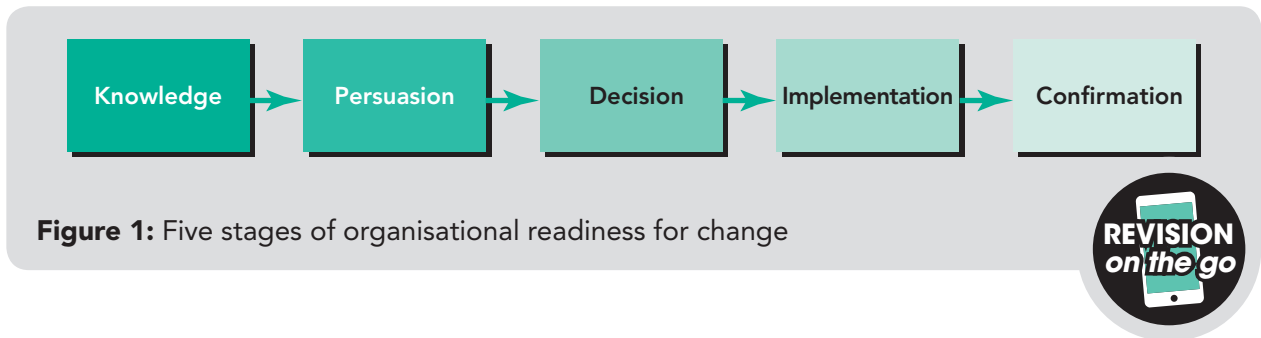 Knowledge
Persuasion
Decision
Implementation
Confirmation
Figure 1: Five stages of organisational readiness for change
REVISION
on the go